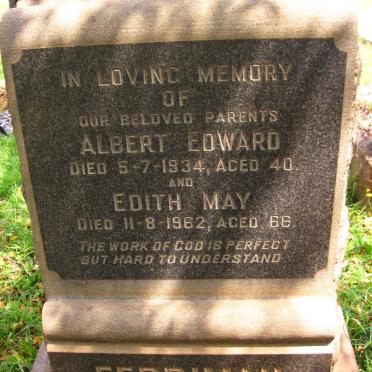 IN LOVING MEMORY
OF
OUR BELOVED PARENTS
ALBERT EDWARD
DIED 5-7-1934, AGED 40.
AND
EDITH MAY
DIED 11-8-1962, AGED 66.
THE WORK OF GOD IS PERFECT
BUT HARD TO UNDERSTAND